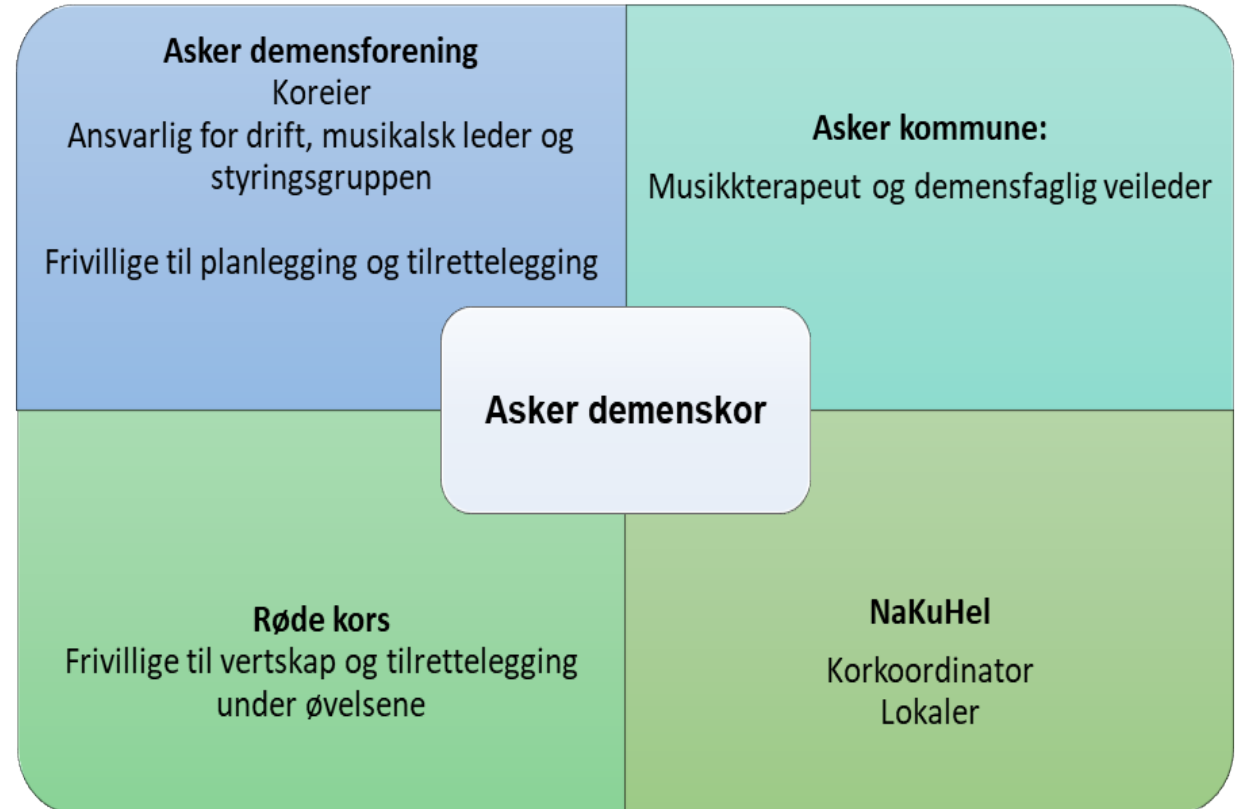 Asker demensforening
Koreier
Ansvarlig for drift, musikalsk leder og
styringsgruppen
Frivillige til planlegging og tilrettelegging
Asker kommune:
Musikkterapeut og demensfaglig veileder
Asker demenskor
Røde kors
Frivillige til vertskap og tilrettelegging
under øvelsene
NaKuHel
Korkoordinator
Lokaler